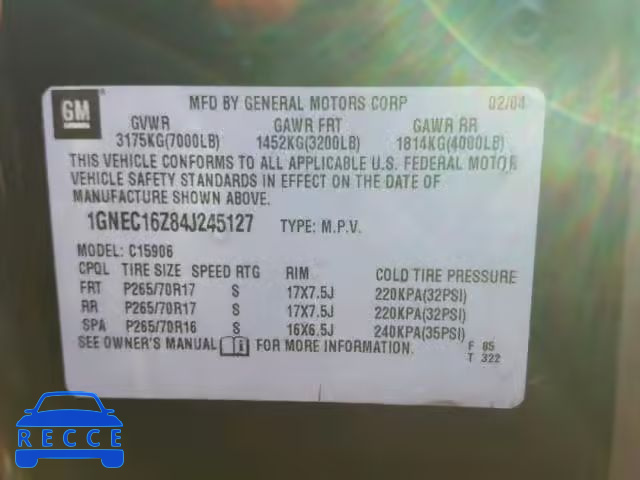 GM
MFD BY GENERAL MOTORS CORP 02/04
GVWR GAWR FRT GAWR RR
3175KG(7000LB) 1452KG(3200LB) 1814KG(4000LB)
THIS VEHICLE CONFORMS TO ALL APPLICABLE U.S. FEDERAL MOTOR
VEHICLE SAFETY STANDARDS IN EFFECT ON THE DATE OF
MANUFACTURE SHOWN ABOVE.
1GNEC16Z84J245127 TYPE: M.P.V.
MODEL: C15906
CPQL TIRE SIZE SPEED RTG RIM COLD TIRE PRESSURE
FRT P265/70R17 S 17X7.5J 220KPA(32PSI)
RR P265/70R17 S 17X7.5J 220KPA(32PSI)
SPA P265/70R16 S 16X6.5J 240KPA(35PSI)
SEE OWNER'S MANUAL i FOR MORE INFORMATION.
F 85
T 322
RECCE